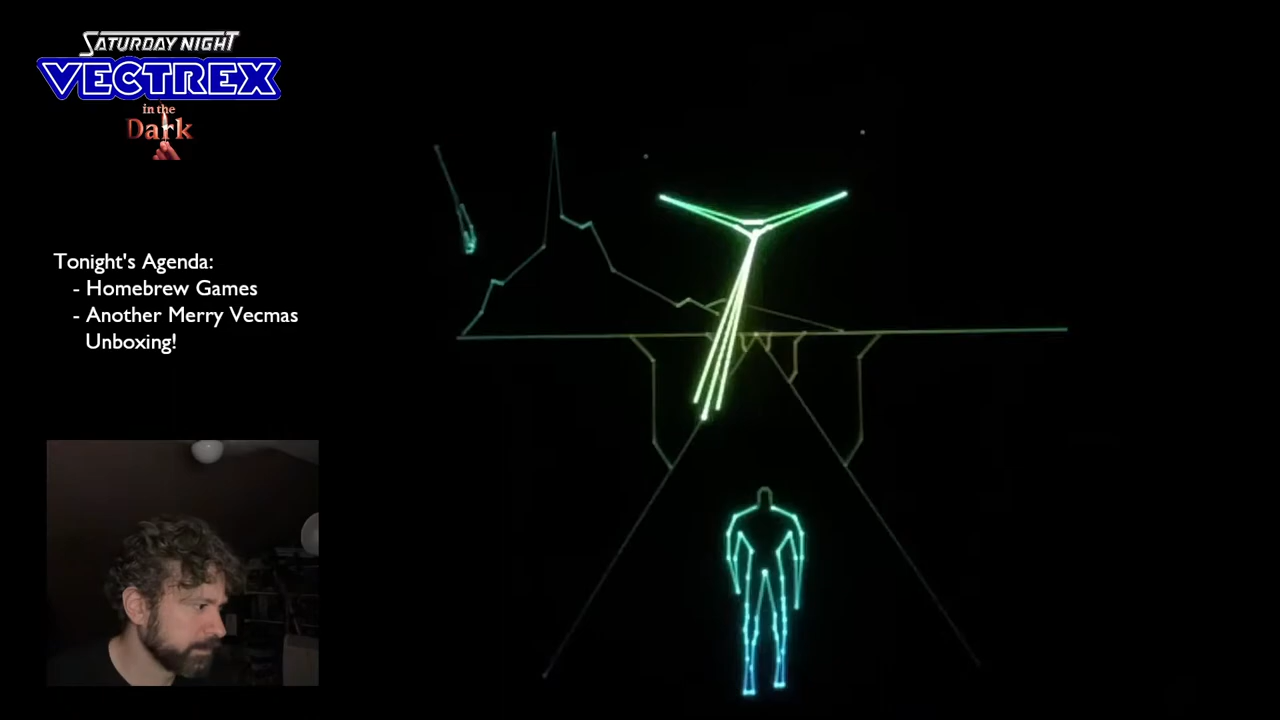 SATURDAY NIGHT
VECTREX
in the
Dark
Tonight's Agenda:
- Homebrew Games
- Another Merry Vecmas
Unboxing!